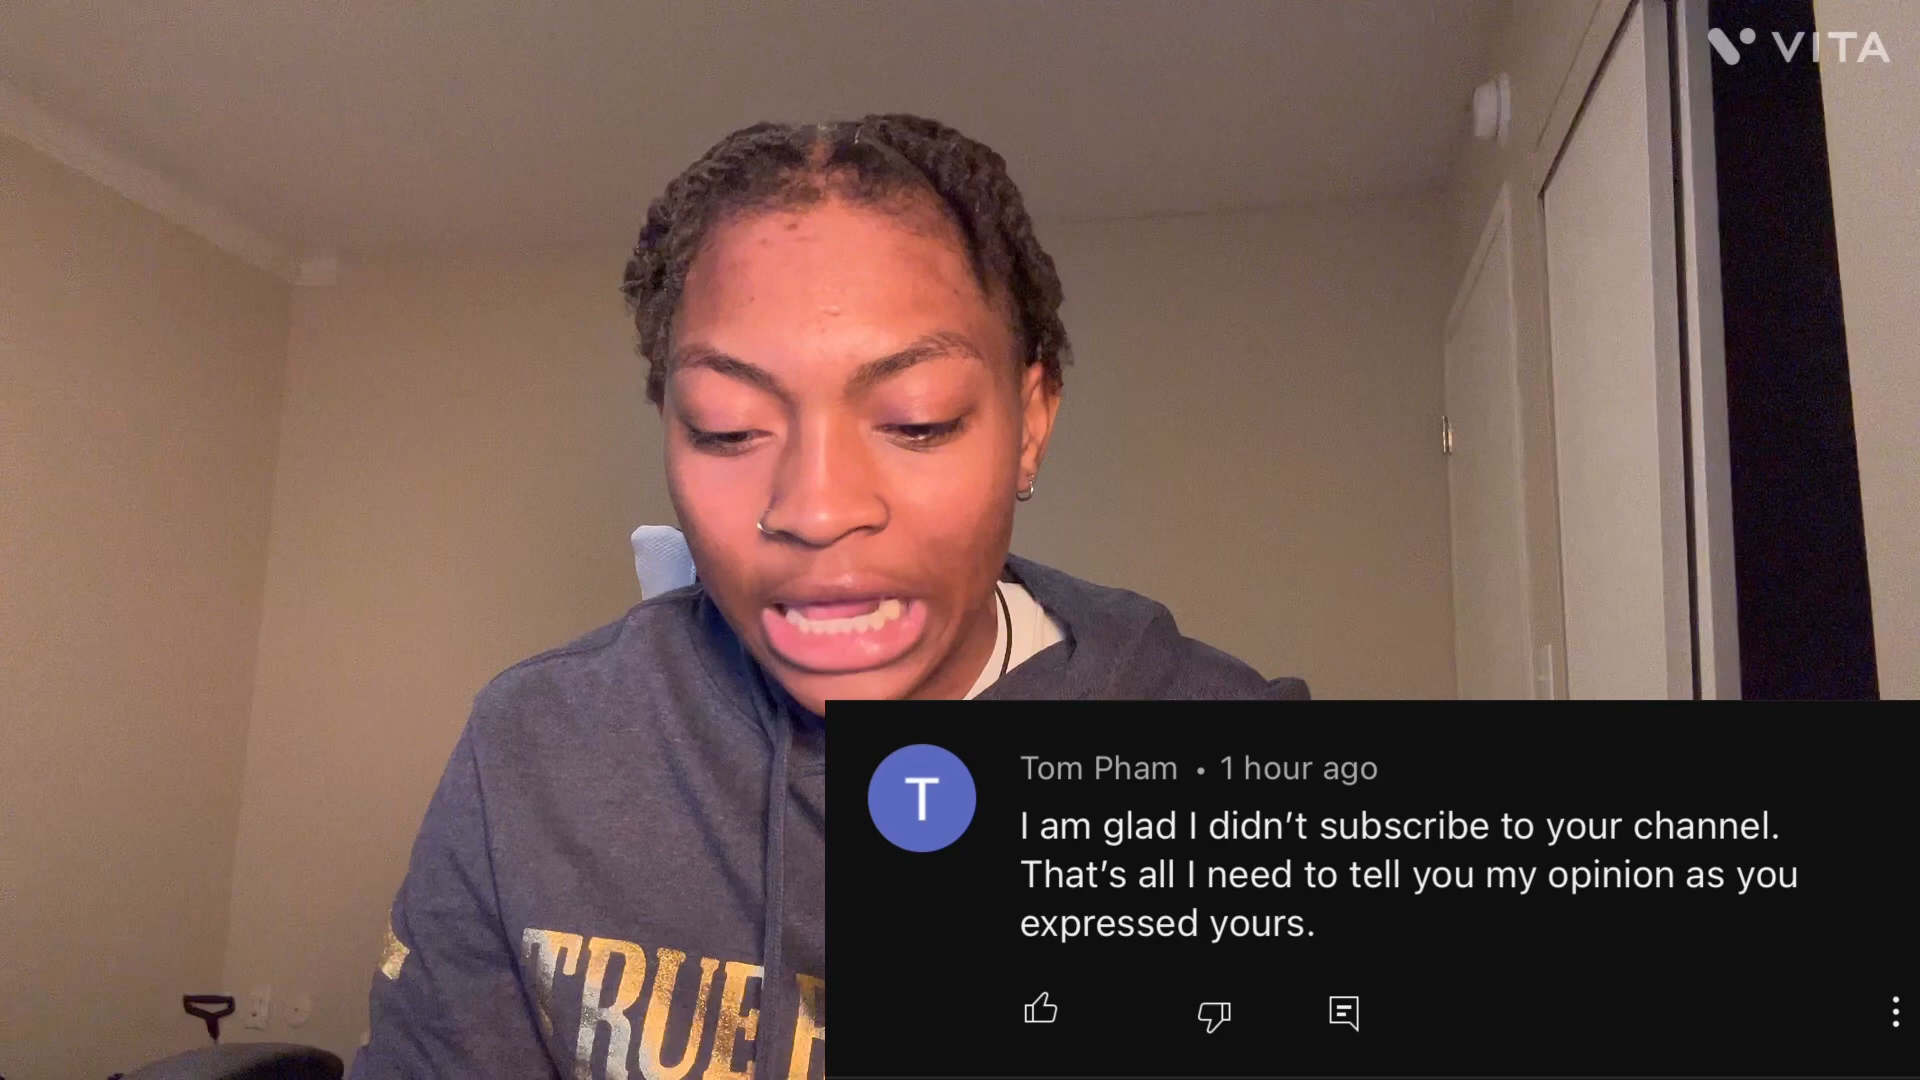 VITA
Tom Pham • 1 hour ago
T
I am glad I didn’t subscribe to your channel.
That’s all I need to tell you my opinion as you
expressed yours.
TRUE